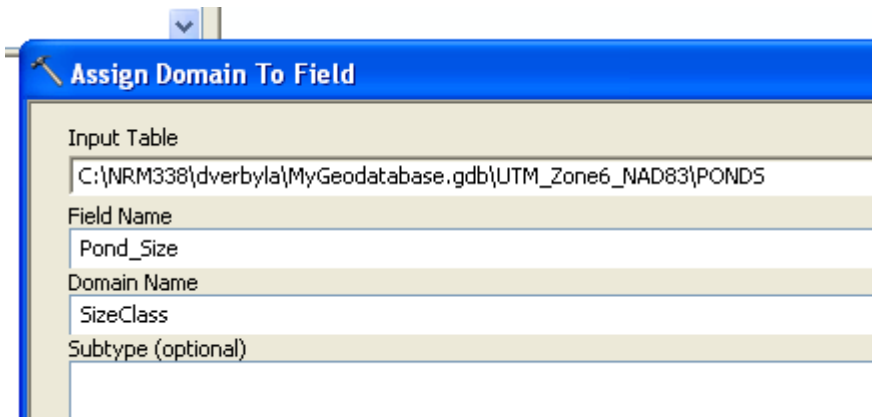 Assign Domain To Field
Input Table
C:\NRM338\dverbyla\MyGeodatabase.gdb\UTM_Zone6_NAD83\PONDS
Field Name
Pond_Size
Domain Name
SizeClass
Subtype (optional)